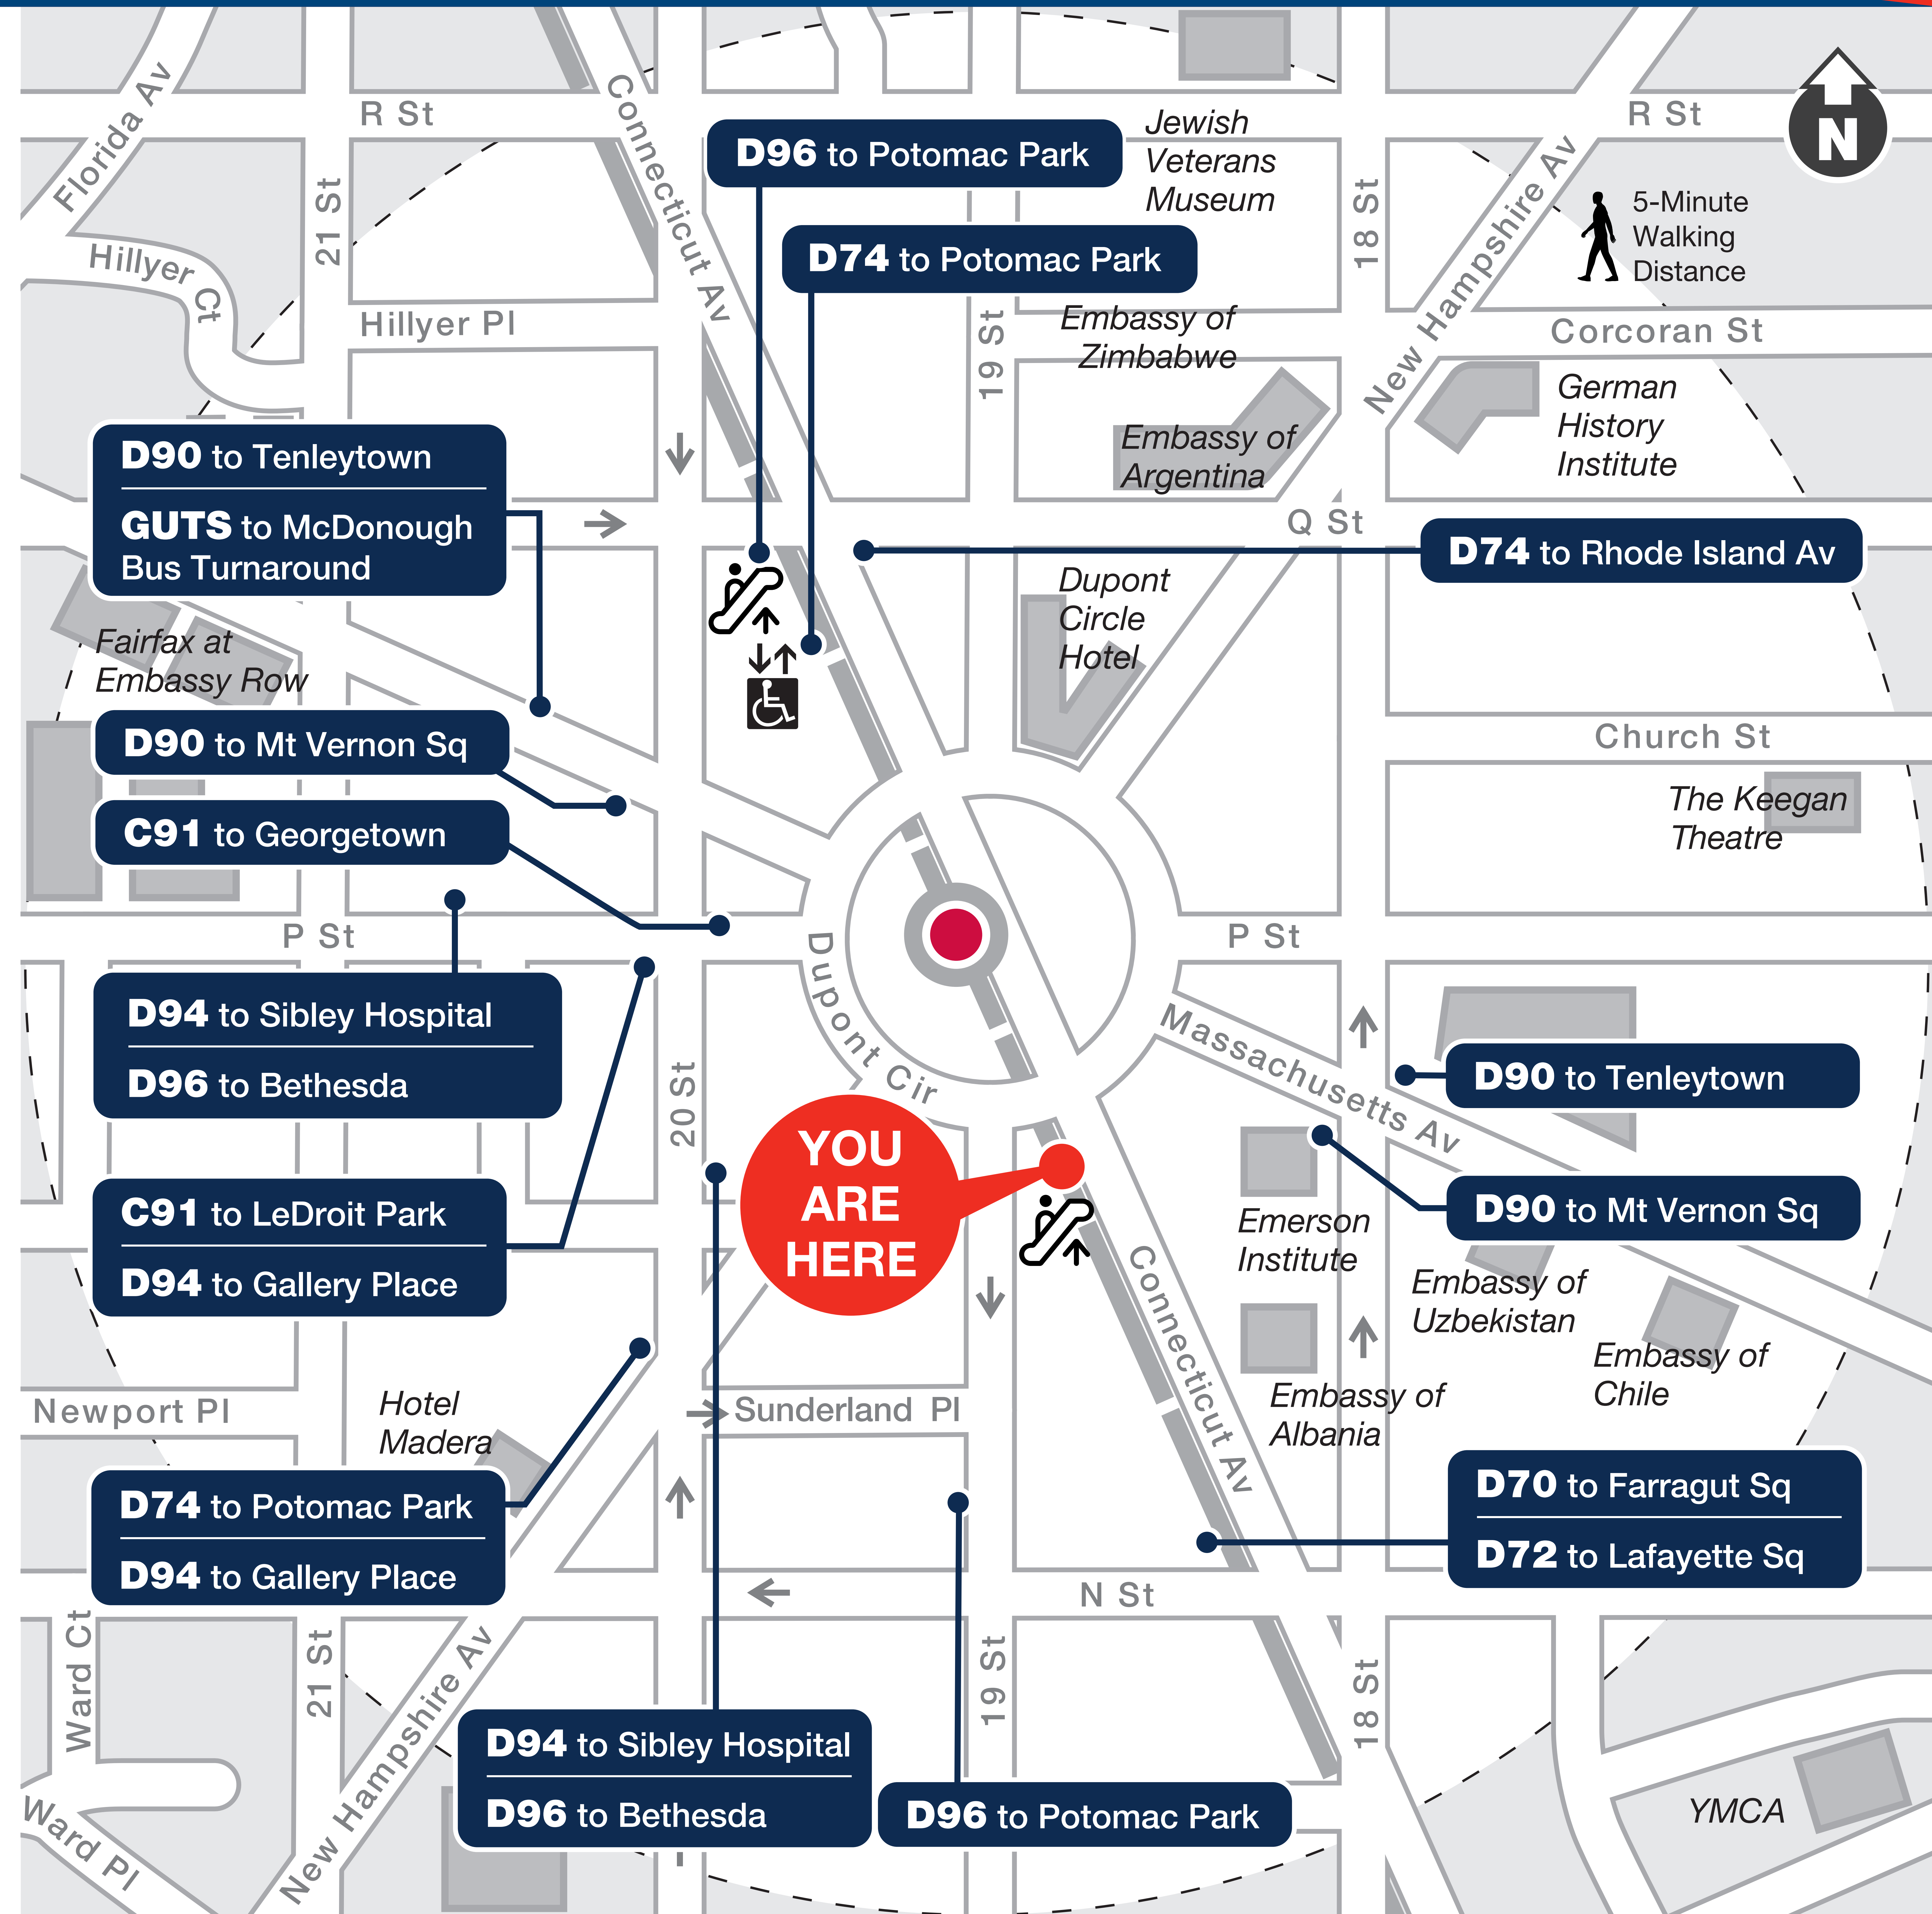 Florida Av
R St
Connecticut Av
R St
N
D96 to Potomac Park
Jewish
Veterans
Museum
21 St
18 St
New Hampshire Av
5-Minute
Walking
Distance
Hillyer Ct
D74 to Potomac Park
Hillyer Pl
19 St
Embassy of
Zimbabwe
Corcoran St
German
History
Institute
D90 to Tenleytown
GUTS to McDonough
Bus Turnaround
Embassy of
Argentina
Q St
D74 to Rhode Island Av
Dupont
Circle
Hotel
Fairfax at
Embassy Row
D90 to Mt Vernon Sq
Church St
The Keegan
Theatre
C91 to Georgetown
P St
P St
Dupont Cir
D94 to Sibley Hospital
D96 to Bethesda
Massachusetts Av
D90 to Tenleytown
20 St
YOU
ARE
HERE
D90 to Mt Vernon Sq
Emerson
Institute
C91 to LeDroit Park
D94 to Gallery Place
Connecticut Av
Embassy of
Uzbekistan
Embassy of
Chile
Embassy of
Albania
Newport Pl
Hotel
Madera
Sunderland Pl
D74 to Potomac Park
D94 to Gallery Place
D70 to Farragut Sq
D72 to Lafayette Sq
N St
Ward Ct
21 St
New Hampshire Av
19 St
18 St
D94 to Sibley Hospital
D96 to Bethesda
D96 to Potomac Park
YMCA
Ward Pl